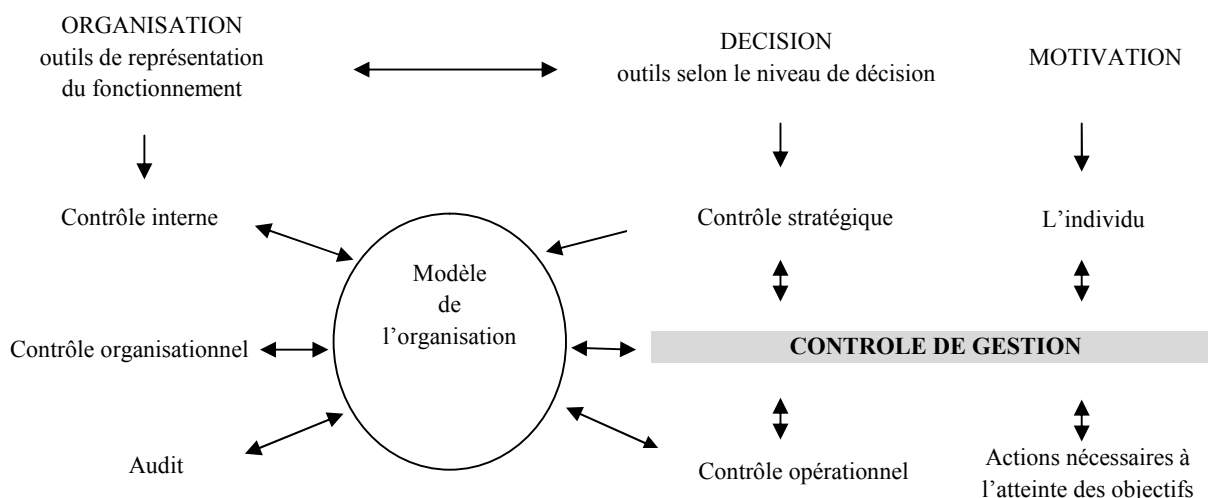 ORGANISATION
outils de représentation
du fonctionnement
DECISION
outils selon le niveau de décision
MOTIVATION
Contrôle interne
Contrôle stratégique
L’individu
Modèle
de
l’organisation
Contrôle organisationnel
CONTROLE DE GESTION
Audit
Contrôle opérationnel
Actions nécessaires à
l’atteinte des objectifs